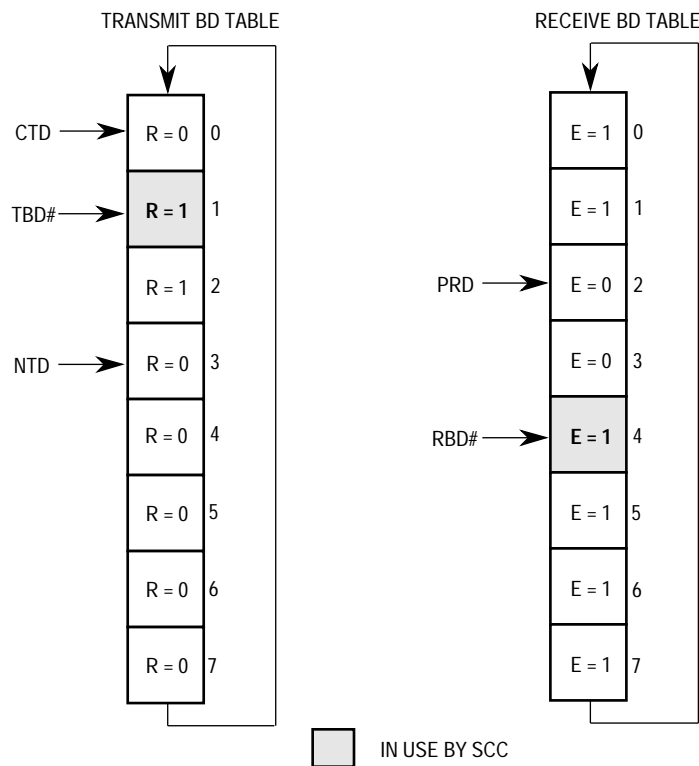 TRANSMIT BD TABLE
CTD
R = 0 0
TBD#
R = 1 1
R = 1 2
NTD
R = 0 3
R = 0 4
R = 0 5
R = 0 6
R = 0 7
RECEIVE BD TABLE
E = 1 0
E = 1 1
PRD
E = 0 2
E = 0 3
RBD#
E = 1 4
E = 1 5
E = 1 6
E = 1 7
IN USE BY SCC